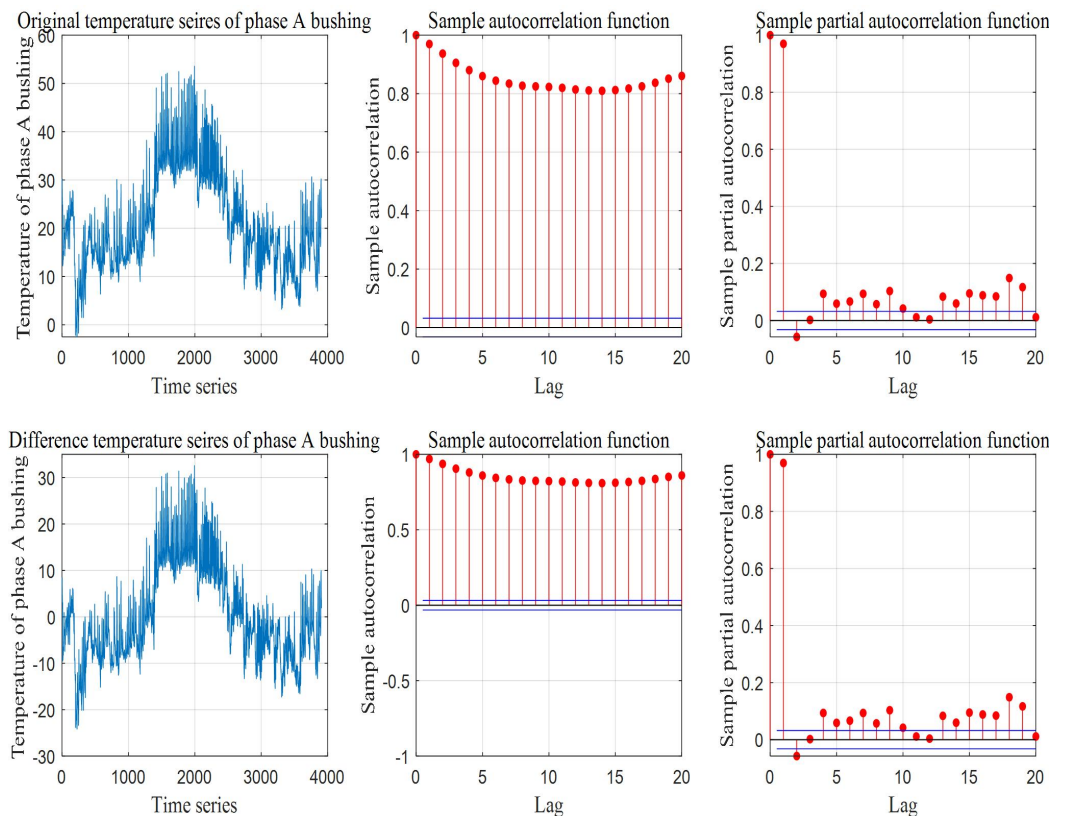 Original temperature seires of phase A bushing
Temperature of phase A bushing
60
50
40
30
20
10
0
0 1000 2000 3000 4000
Time series
Sample autocorrelation function
Sample autocorrelation
1
0.8
0.6
0.4
0.2
0
0 5 10 15 20
Lag
Sample partial autocorrelation function
Sample partial autocorrelation
1
0.8
0.6
0.4
0.2
0
0 5 10 15 20
Lag
Difference temperature seires of phase A bushing
Temperature of phase A bushing
30
20
10
0
-10
-20
-30
0 1000 2000 3000 4000
Time series
Sample autocorrelation function
Sample autocorrelation
1
0.5
0
-0.5
-1
0 5 10 15 20
Lag
Sample partial autocorrelation function
Sample partial autocorrelation
1
0.8
0.6
0.4
0.2
0
0 5 10 15 20
Lag